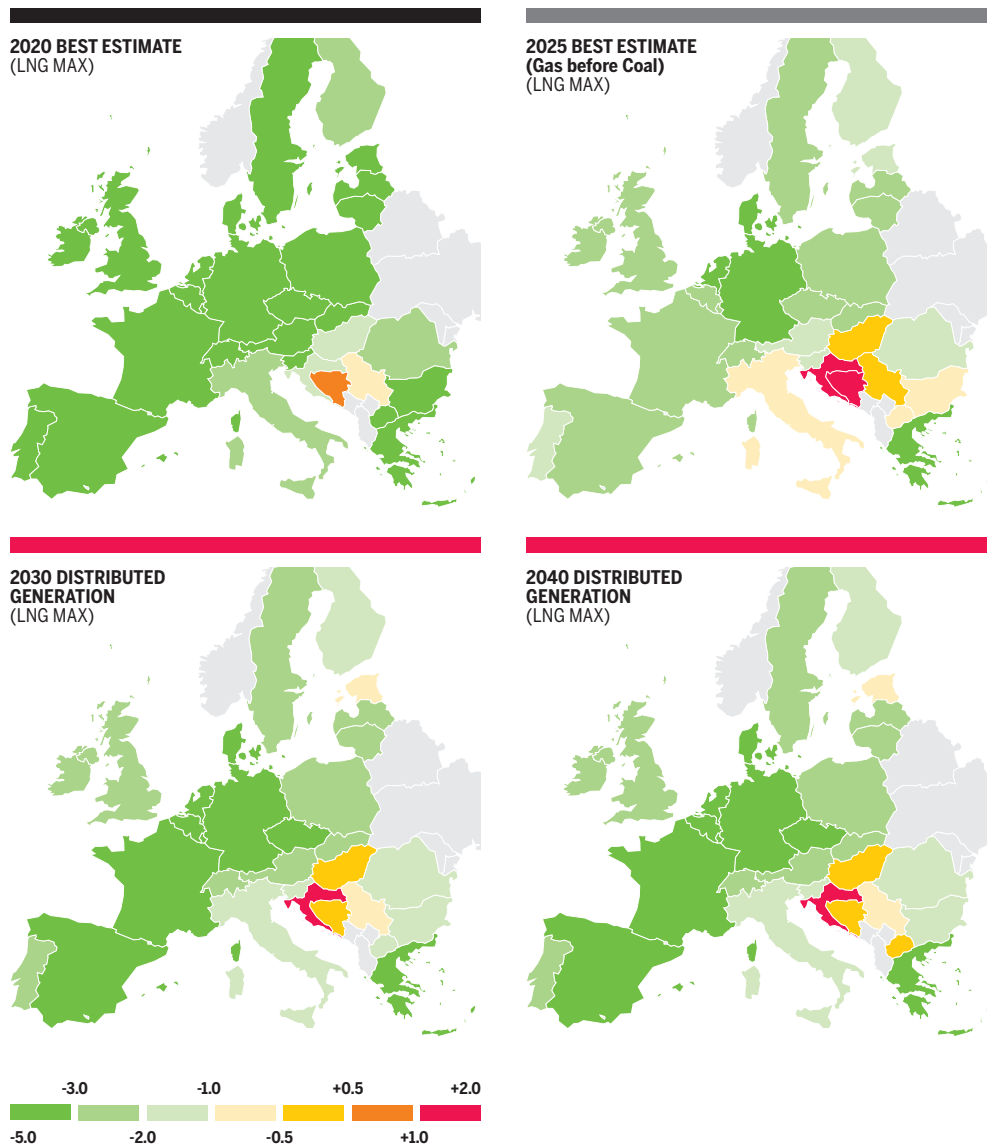 2020 BEST ESTIMATE
(LNG MAX)
2025 BEST ESTIMATE
(Gas before Coal)
(LNG MAX)
2030 DISTRIBUTED
GENERATION
(LNG MAX)
2040 DISTRIBUTED
GENERATION
(LNG MAX)
-3.0 -1.0 +0.5 +2.0
-5.0 -2.0 -0.5 +1.0